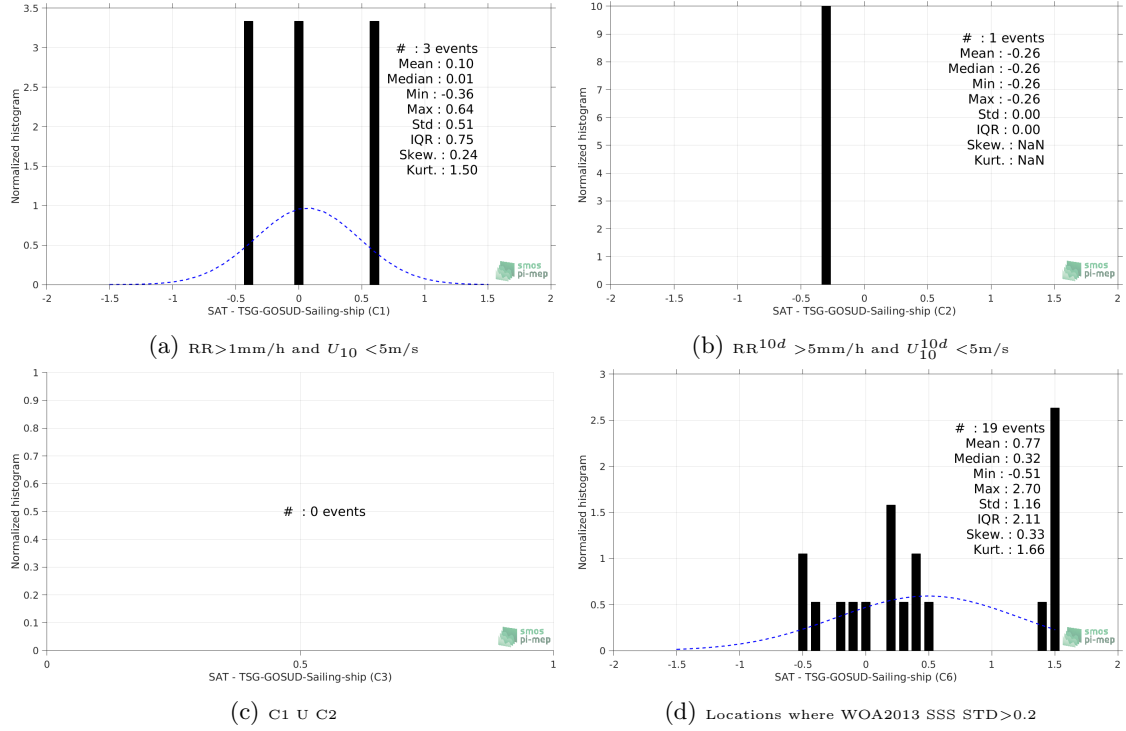 3.5
3
2.5
2
1.5
1
0.5
0
Normalized histogram
# : 3 events
Mean : 0.10
Median : 0.01
Min : -0.36
Max : 0.64
Std : 0.51
IQR : 0.75
Skew. : 0.24
Kurt. : 1.50
smos
pi-mep
-2 -1.5 -1 -0.5 0 0.5 1 1.5 2
SAT - TSG-GOSUD-Sailing-ship (C1)
(a) RR>1mm/h and U10 <5m/s
10
9
8
7
6
5
4
3
2
1
0
Normalized histogram
# : 1 events
Mean : -0.26
Median : -0.26
Min : -0.26
Max : -0.26
Std : 0.00
IQR : 0.00
Skew. : NaN
Kurt. : NaN
smos
pi-mep
-2 -1.5 -1 -0.5 0 0.5 1 1.5 2
SAT - TSG-GOSUD-Sailing-ship (C2)
(b) RR^10d >5mm/h and U_10^10d <5m/s
1
0.9
0.8
0.7
0.6
0.5
0.4
0.3
0.2
0.1
0
Normalized histogram
# : 0 events
smos
pi-mep
0 0.5 1
SAT - TSG-GOSUD-Sailing-ship (C3)
(c) C1 U C2
3
2.5
2
1.5
1
0.5
0
Normalized histogram
# : 19 events
Mean : 0.77
Median : 0.32
Min : -0.51
Max : 2.70
Std : 1.16
IQR : 2.11
Skew. : 0.33
Kurt. : 1.66
smos
pi-mep
-2 -1.5 -1 -0.5 0 0.5 1 1.5 2
SAT - TSG-GOSUD-Sailing-ship (C6)
(d) Locations where WOA2013 SSS STD>0.2